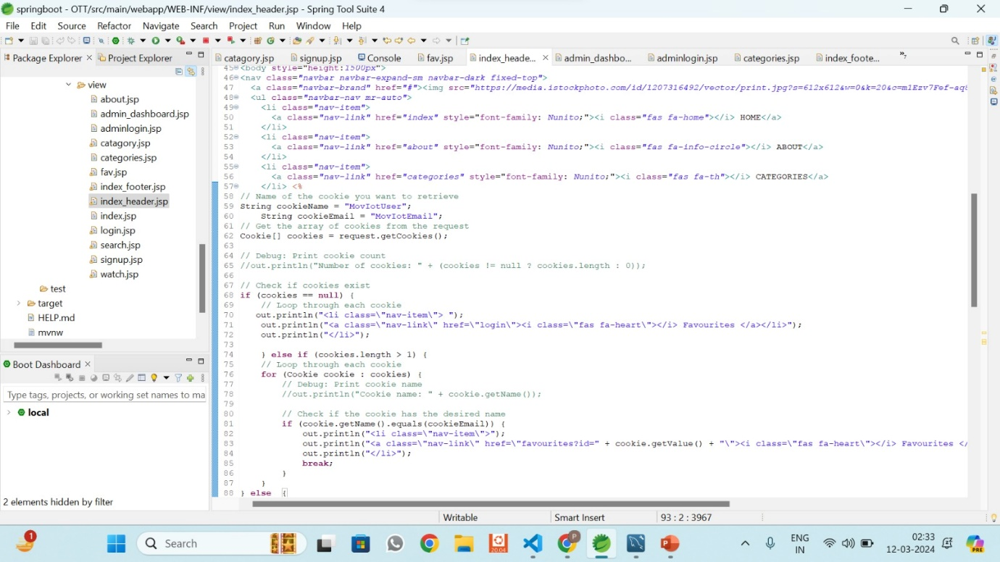 springboot - OTT/src/main/webapp/WEB-INF/view/index_header.jsp - Spring Tool Suite 4
File Edit Source Refactor Navigate Search Project Run Window Help
Package Explorer
Project Explorer
view
about.jsp
admin_dashboard.jsp
adminlogin.jsp
catagory.jsp
categories.jsp
fav.jsp
index_footer.jsp
index_header.jsp
index.jsp
login.jsp
search.jsp
signup.jsp
watch.jsp
test
target
HELP.md
mvnw
Boot Dashboard
Type tags, projects, or working set names to ma
local
2 elements hidden by filter
catagory.jsp signup.jsp Console fav.jsp index_heade... admin_dashbo... adminlogin.jsp categories.jsp index_foote... »7
45 <body style="height:1500px">
46 <nav class="navbar navbar-expand-sm navbar-dark fixed-top">
47 <a class="navbar-brand" href="#"><img src="https://media.istockphoto.com/id/1207316492/vector/print.jpg?s=612x612&w=0&k=20&c=m1Ezv7Fef-aq
48 <ul class="navbar-nav mr-auto">
49 <li class="nav-item">
50 <a class="nav-link" href="index" style="font-family: Nunito;"><i class="fas fa-home"></i> HOME</a>
51 </li>
52 <li class="nav-item">
53 <a class="nav-link" href="about" style="font-family: Nunito;"><i class="fas fa-info-circle"></i> ABOUT</a>
54 </li>
55 <li class="nav-item">
56 <a class="nav-link" href="categories" style="font-family: Nunito;"><i class="fas fa-th"></i> CATEGORIES</a>
57 </li> <%
58 // Name of the cookie you want to retrieve
59 String cookieName = "MovIotUser";
60 String cookieEmail = "MovIotEmail";
61 // Get the array of cookies from the request
62 Cookie[] cookies = request.getCookies();
63
64 // Debug: Print cookie count
65 //out.println("Number of cookies: " + (cookies != null ? cookies.length : 0));
66
67 // Check if cookies exist
68 if (cookies == null) {
69 // Loop through each cookie
70 out.println("<li class=\"nav-item\"> ");
71 out.println("<a class=\"nav-link\" href=\"login\"><i class=\"fas fa-heart\"></i> Favourites </a></li>");
72 out.println("</li>");
73
74 } else if (cookies.length > 1) {
75 // Loop through each cookie
76 for (Cookie cookie : cookies) {
77 // Debug: Print cookie name
78 //out.println("Cookie name: " + cookie.getName());
79
80 // Check if the cookie has the desired name
81 if (cookie.getName().equals(cookieEmail)) {
82 out.println("<li class=\"nav-item\">");
83 out.println("<a class=\"nav-link\" href=\"favourites?id=" + cookie.getValue() + "\"><i class=\"fas fa-heart\"></i> Favourites </
84 out.println("</li>");
85 break;
86 }
87 }
88 } else {
Writable Smart Insert 93 : 2 : 3967
1
Search
20.04
P
ENG
IN
02:33
12-03-2024
PRE